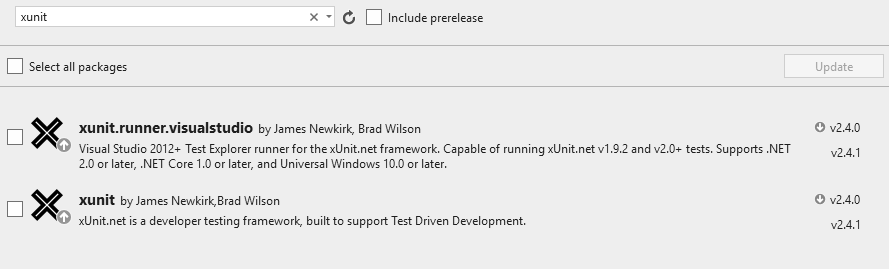 xunit
Include prerelease
Select all packages
Update
xunit.runner.visualstudio by James Newkirk, Brad Wilson
v2.4.0
Visual Studio 2012+ Test Explorer runner for the xUnit.net framework. Capable of running xUnit.net v1.9.2 and v2.0+ tests. Supports .NET
v2.4.1
2.0 or later, .NET Core 1.0 or later, and Universal Windows 10.0 or later.
xunit by James Newkirk,Brad Wilson
v2.4.0
xUnit.net is a developer testing framework, built to support Test Driven Development.
v2.4.1